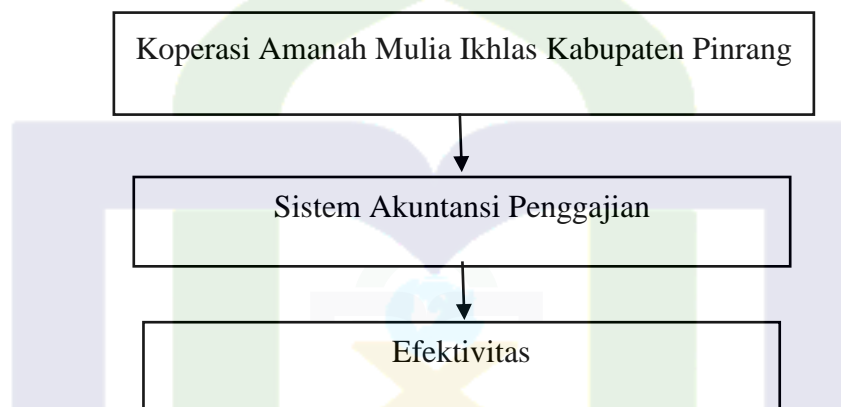 Koperasi Amanah Mulia Ikhlas Kabupaten Pinrang
Sistem Akuntansi Penggajian
Efektivitas